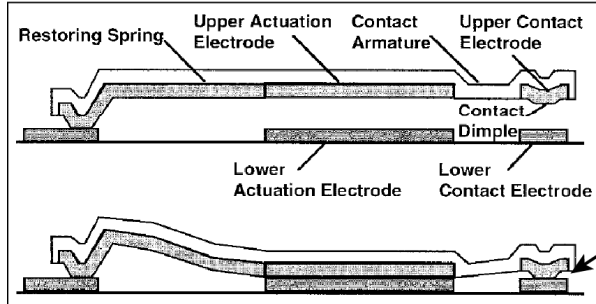 Restoring Spring
Upper Actuation
Electrode
Contact
Armature
Upper Contact
Electrode
Contact
Dimple
Lower
Actuation Electrode
Lower
Contact Electrode